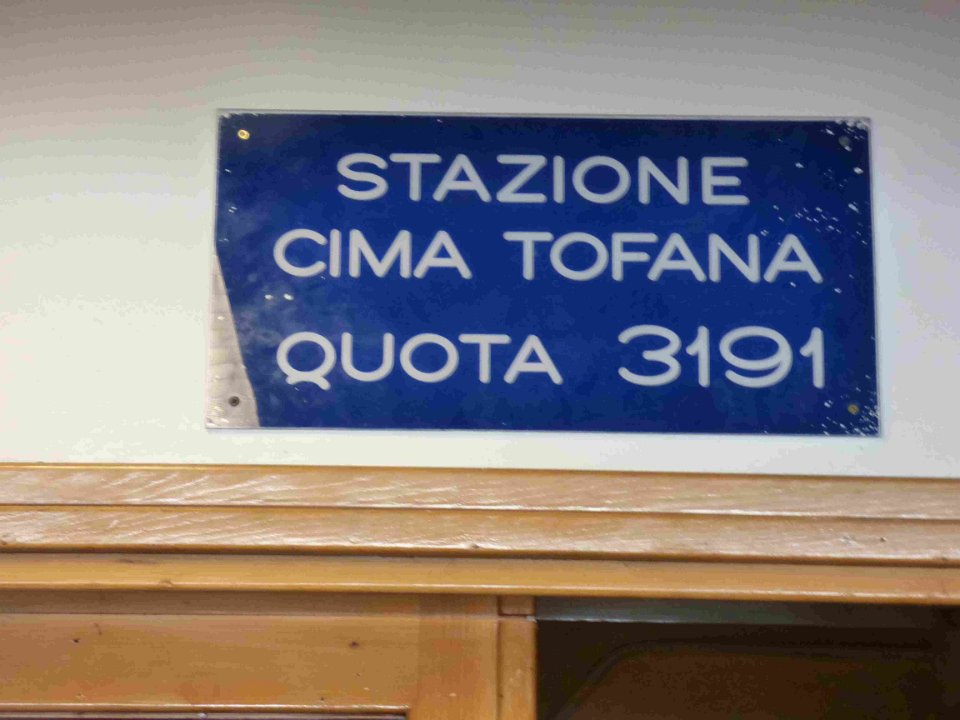 STAZIONE
CIMA TOFANA
QUOTA 3191